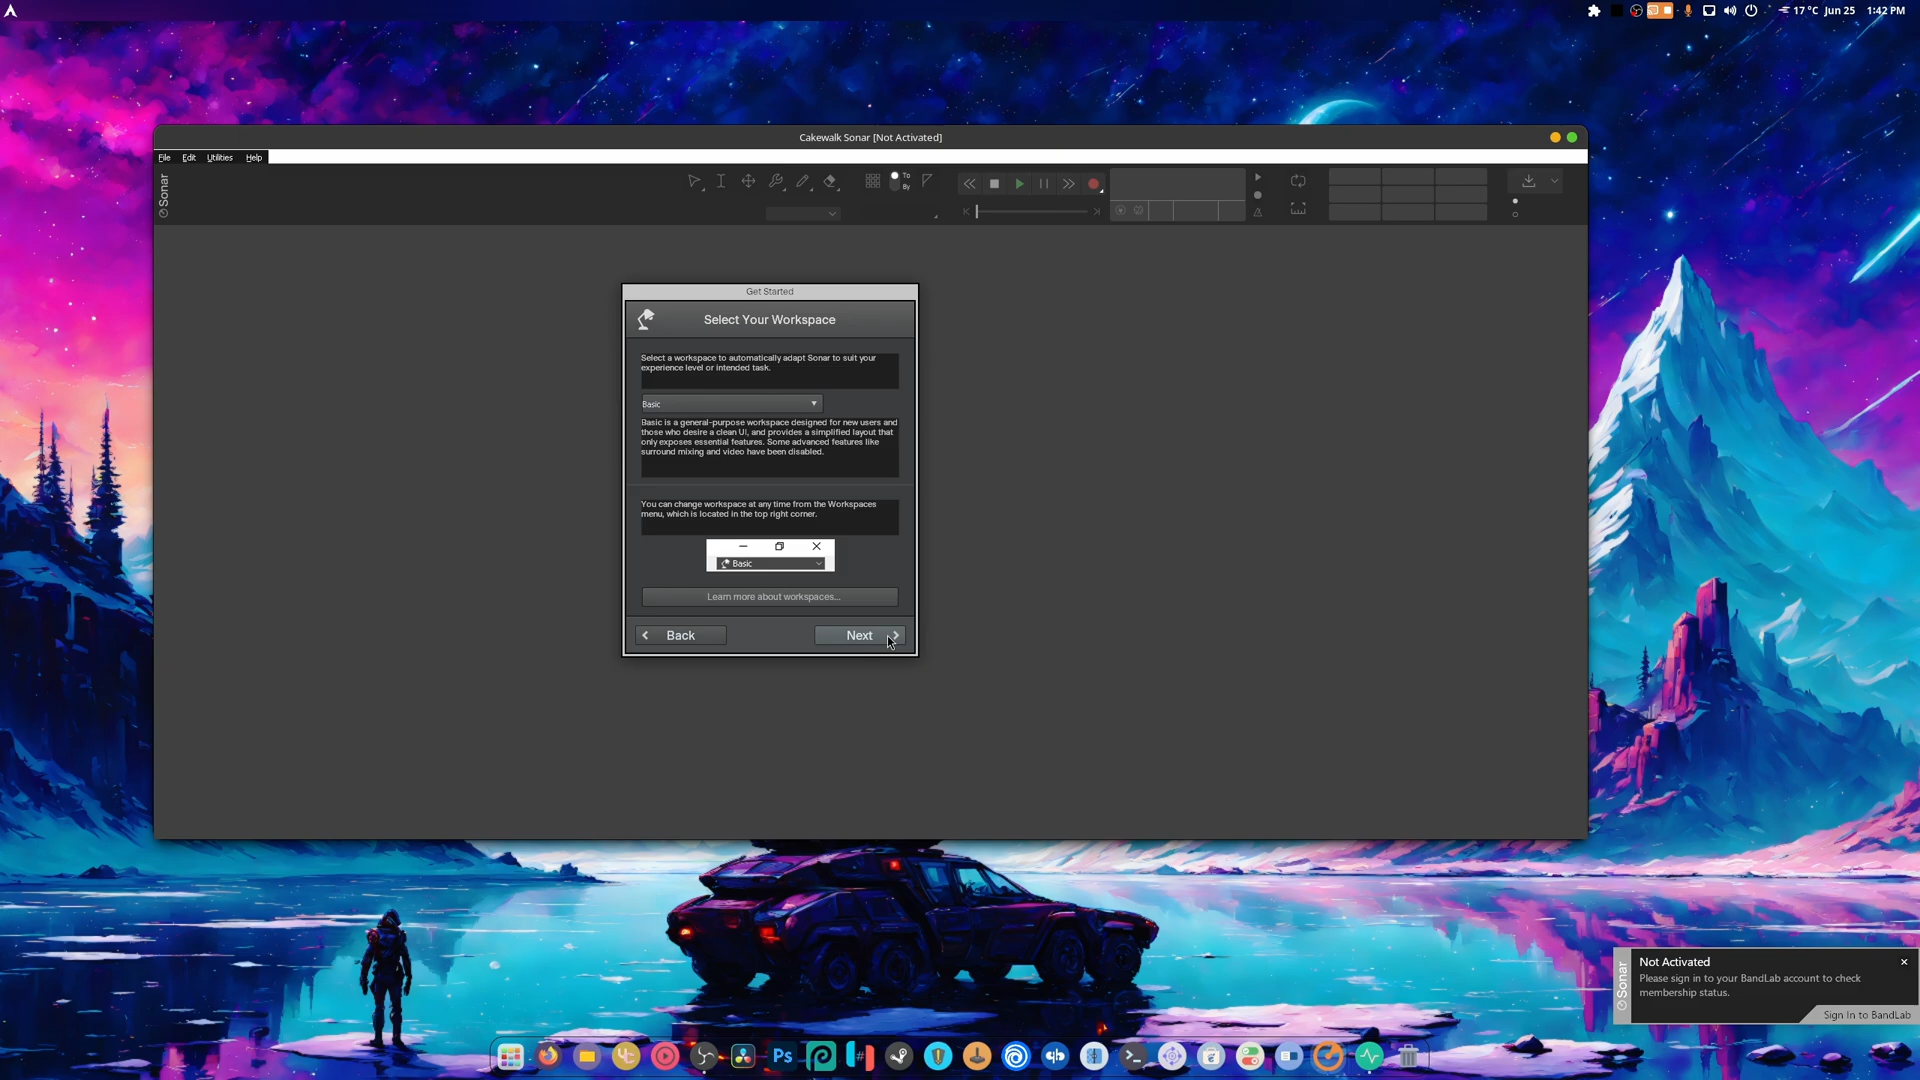 17 °C Jun 25 1:42 PM
Cakewalk Sonar [Not Activated]
File Edit Utilities Help
Sonar
To
By
Get Started
Select Your Workspace
Select a workspace to automatically adapt Sonar to suit your
experience level or intended task.
Basic
Basic is a general-purpose workspace designed for new users and
those who desire a clean UI, and provides a simplified layout that
only exposes essential features. Some advanced features like
surround mixing and video have been disabled.
You can change workspace at any time from the Workspaces
menu, which is located in the top right corner.
Basic
Learn more about workspaces...
Back Next
Sonar
Not Activated
Please sign in to your BandLab account to check
membership status.
Sign In to BandLab
Ps